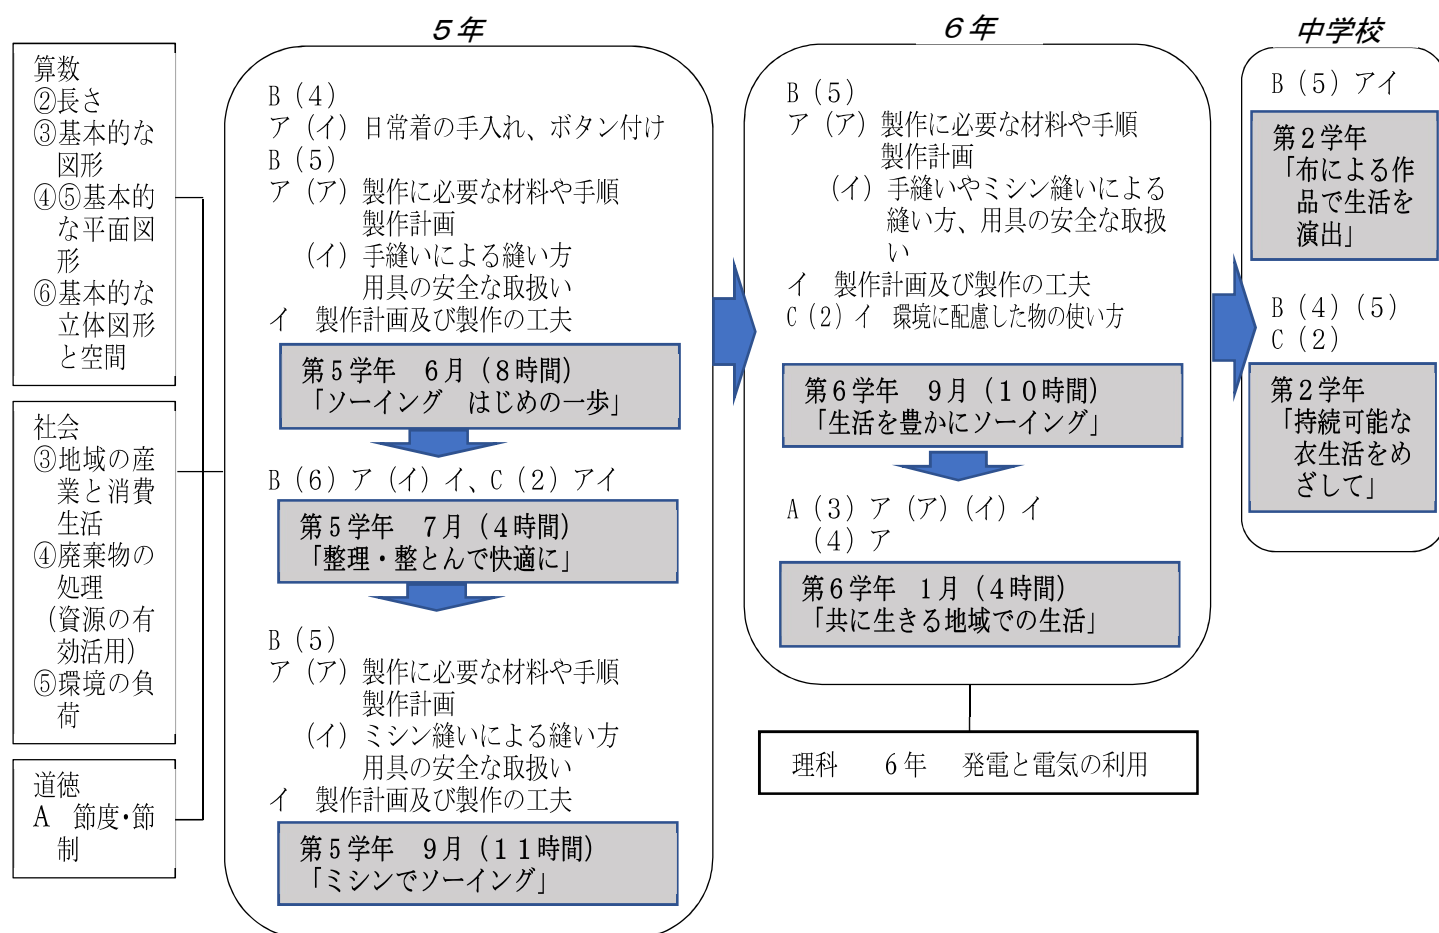 5年
6年
中学校
算数
②長さ
③基本的な
図形
④⑤基本的
な平面図
形
⑥基本的な
立体図形
と空間
社会
③地域の産
業と消費
生活
④廃棄物の
処理
(資源の有
効活用)
⑤環境の負
荷
道徳
A 節度・節
制
B(4)
ア(イ)日常着の手入れ、ボタン付け
B(5)
ア(ア)製作に必要な材料や手順
製作計画
(イ)手縫いによる縫い方
用具の安全な取扱い
イ 製作計画及び製作の工夫
第5学年 6月(8時間)
「ソーイング はじめの一歩」
B(6)ア(イ)イ、C(2)アイ
第5学年 7月(4時間)
「整理・整とんで快適に」
B(5)
ア(ア)製作に必要な材料や手順
製作計画
(イ)ミシン縫いによる縫い方
用具の安全な取扱い
イ 製作計画及び製作の工夫
第5学年 9月(11時間)
「ミシンでソーイング」
B(5)
ア(ア)製作に必要な材料や手順
製作計画
(イ)手縫いやミシン縫いによる
縫い方、用具の安全な取扱
い
イ 製作計画及び製作の工夫
C(2)イ 環境に配慮した物の使い方
第6学年 9月(10時間)
「生活を豊かにソーイング」
A(3)ア(ア)(イ)イ
(4)ア
第6学年 1月(4時間)
「共に生きる地域での生活」
理科 6年 発電と電気の利用
B(5)アイ
第2学年
「布による作
品で生活を
演出」
B(4)(5)
C(2)
第2学年
「持続可能な
衣生活をめ
ざして」